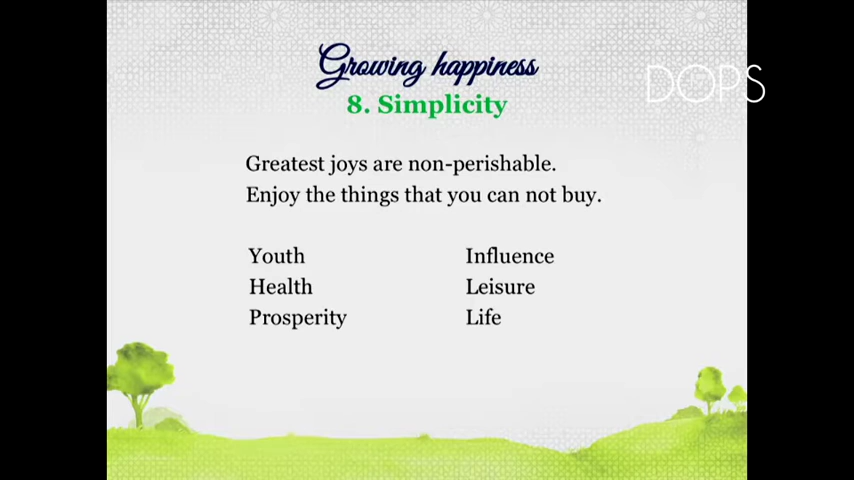 Growing happiness
DOPS
8. Simplicity
Greatest joys are non-perishable.
Enjoy the things that you can not buy.
Youth
Health
Prosperity
Influence
Leisure
Life